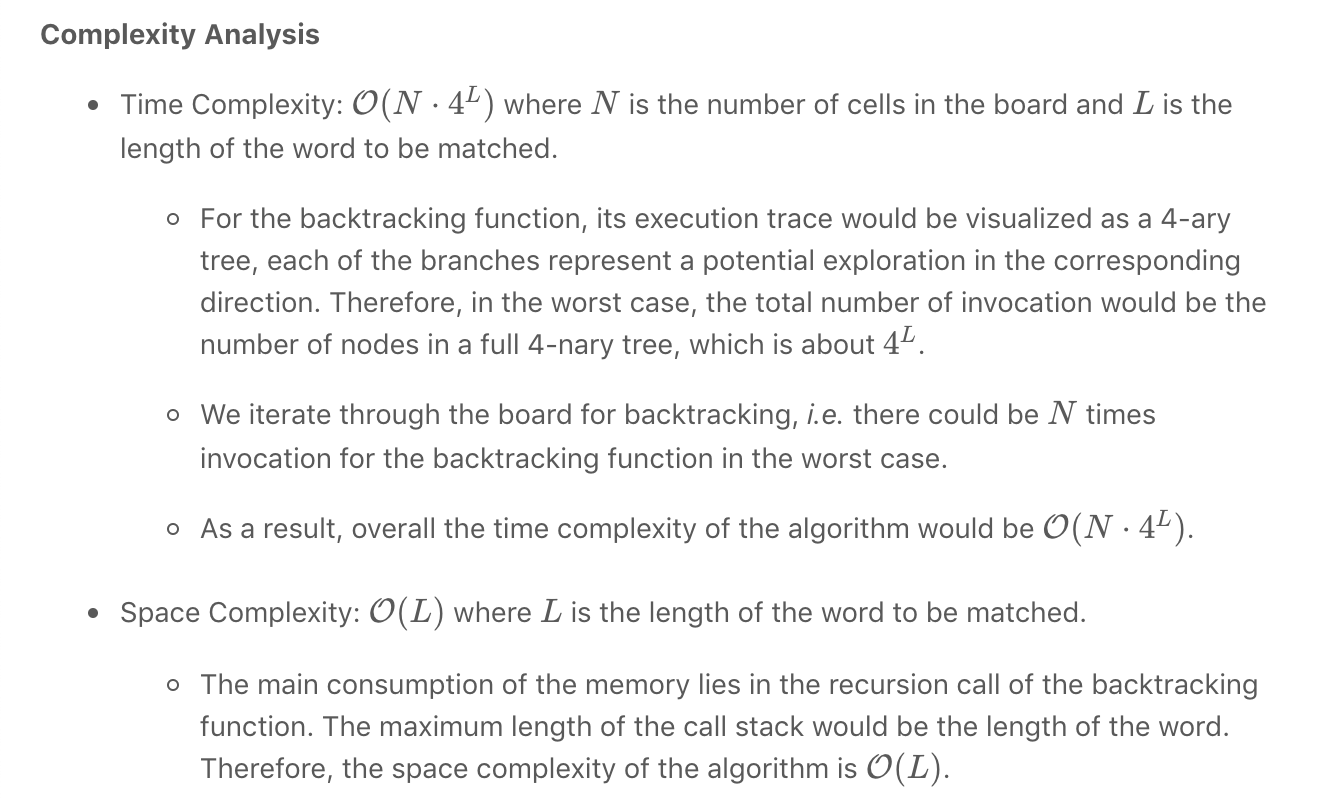 Complexity Analysis
• Time Complexity: 𝒪(N · 4^L) where N is the number of cells in the board and L is the
length of the word to be matched.
○ For the backtracking function, its execution trace would be visualized as a 4-ary
tree, each of the branches represent a potential exploration in the corresponding
direction. Therefore, in the worst case, the total number of invocation would be the
number of nodes in a full 4-nary tree, which is about 4^L.
○ We iterate through the board for backtracking, i.e. there could be N times
invocation for the backtracking function in the worst case.
○ As a result, overall the time complexity of the algorithm would be 𝒪(N · 4^L).
• Space Complexity: 𝒪(L) where L is the length of the word to be matched.
○ The main consumption of the memory lies in the recursion call of the backtracking
function. The maximum length of the call stack would be the length of the word.
Therefore, the space complexity of the algorithm is 𝒪(L).